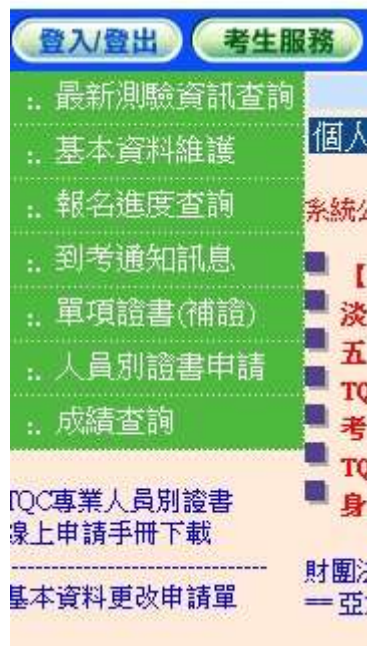 登入/登出
考生服務
:. 最新測驗資訊查詢
:. 基本資料維護
:. 報名進度查詢
:. 到考通知訊息
:. 單項證書(補證)
:. 人員別證書申請
:. 成績查詢
TQC專業人員別證書
線上申請手冊下載
基本資料更改申請單
個人
系統公
【
淡
五
TQ
考
TQ
身
財團法
== 亞